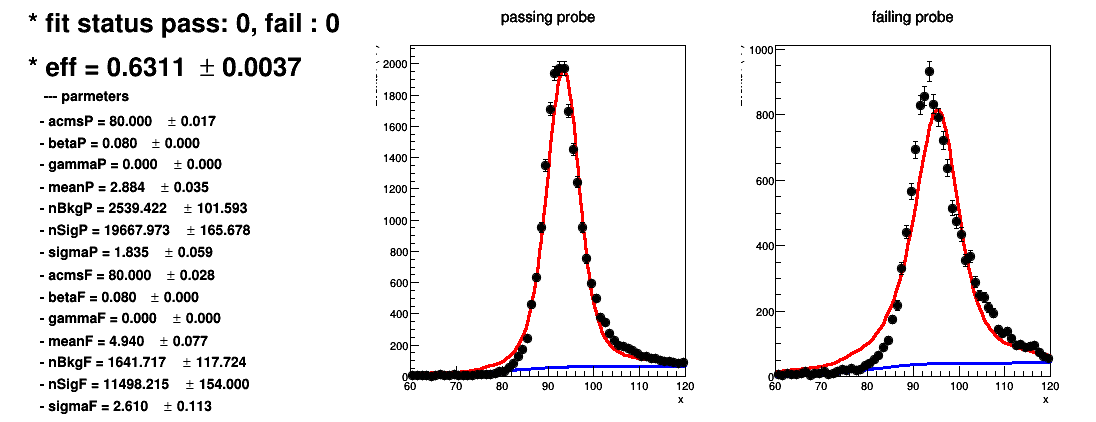 * fit status pass: 0, fail : 0
* eff = 0.6311 ± 0.0037
--- parmeters
- acmsP = 80.000 ± 0.017
- betaP = 0.080 ± 0.000
- gammaP = 0.000 ± 0.000
- meanP = 2.884 ± 0.035
- nBkgP = 2539.422 ± 101.593
- nSigP = 19667.973 ± 165.678
- sigmaP = 1.835 ± 0.059
- acmsF = 80.000 ± 0.028
- betaF = 0.080 ± 0.000
- gammaF = 0.000 ± 0.000
- meanF = 4.940 ± 0.077
- nBkgF = 1641.717 ± 117.724
- nSigF = 11498.215 ± 154.000
- sigmaF = 2.610 ± 0.113
passing probe
2000
1800
1600
1400
1200
1000
800
600
400
200
0
60 70 80 90 100 110 120
x
failing probe
1000
800
600
400
200
0
60 70 80 90 100 110 120
x